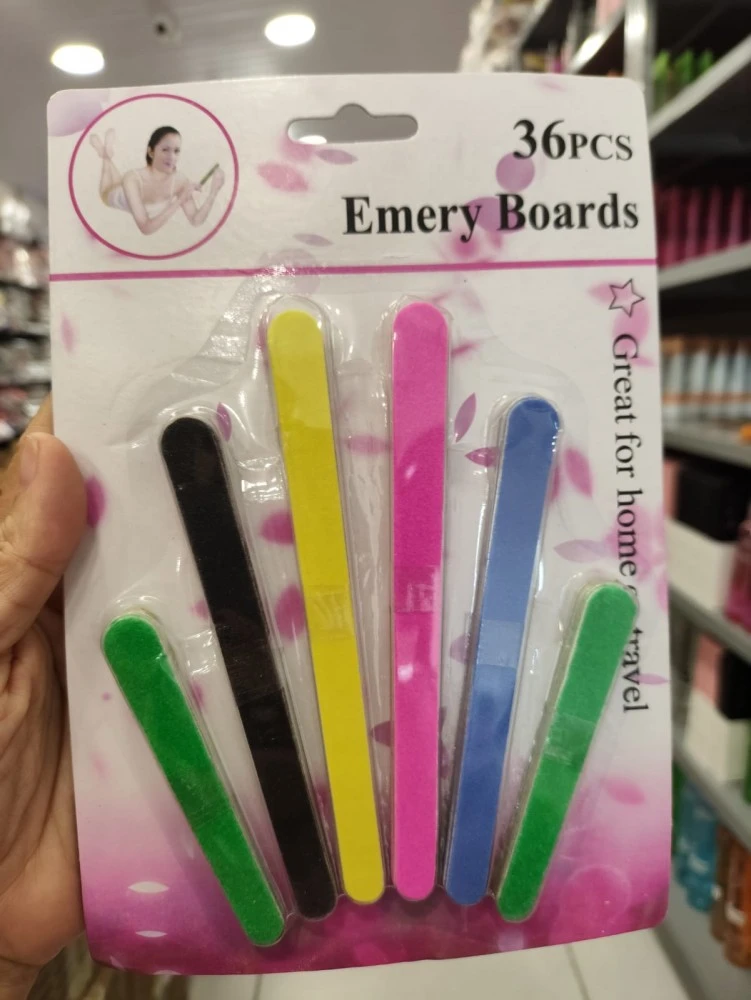 36PCS
Emery Boards
☆ Great for home & travel